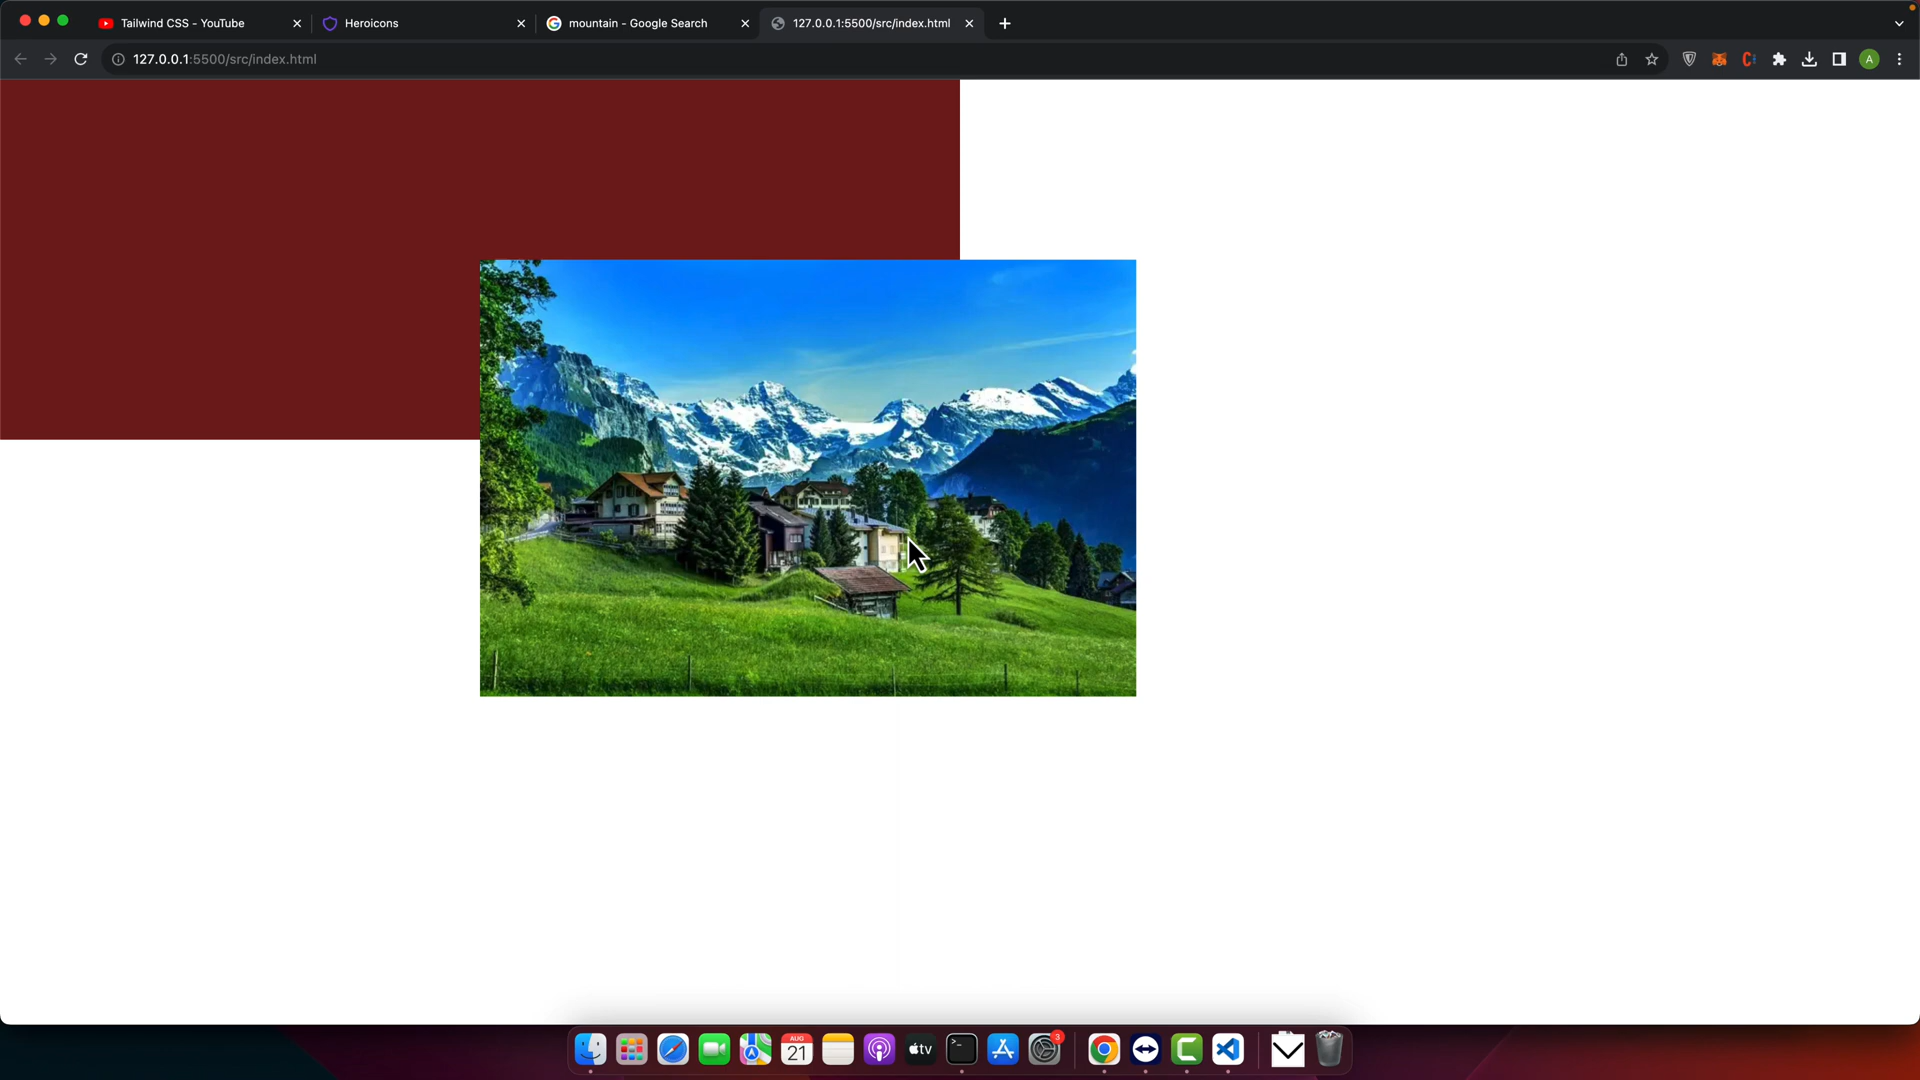 Tailwind CSS - YouTube
Heroicons
mountain - Google Search
127.0.0.1:5500/src/index.html
127.0.0.1:5500/src/index.html
A
AUG
21
tv
3